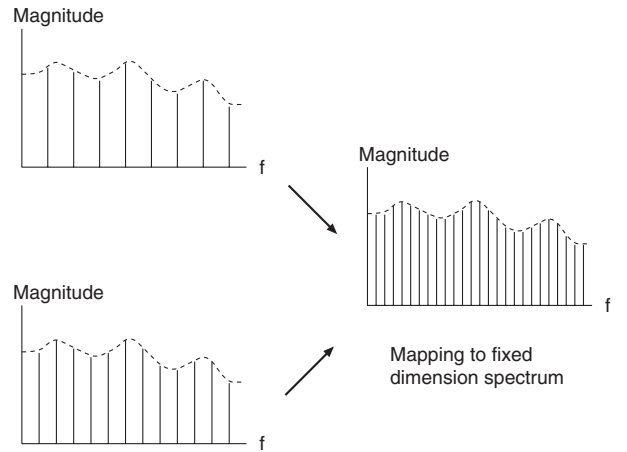 Magnitude
f
Magnitude
f
Magnitude
f
Mapping to fixed
dimension spectrum